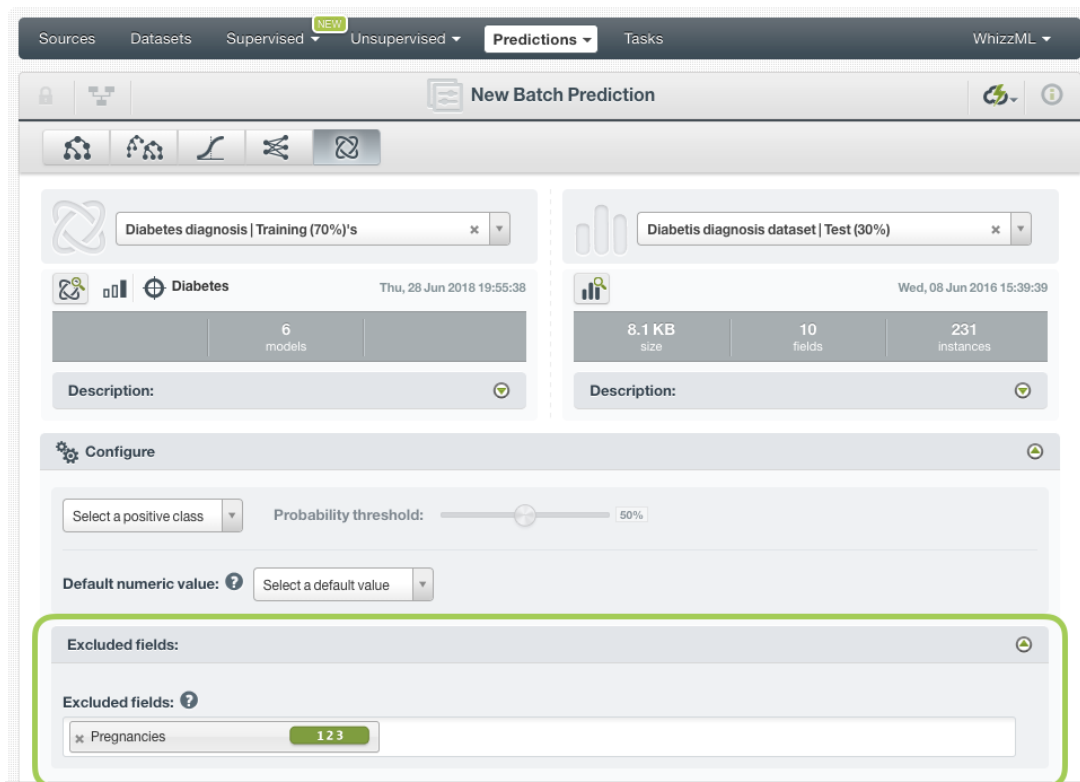 NEW
Sources Datasets Supervised Unsupervised Predictions Tasks WhizzML
New Batch Prediction
Diabetes diagnosis | Training (70%)'s
Diabetis diagnosis dataset | Test (30%)
Diabetes Thu, 28 Jun 2018 19:55:38
Wed, 08 Jun 2016 15:39:39
6
models
8.1 KB 10 231
size fields instances
Description:
Description:
Configure
Select a positive class Probability threshold: 50%
Default numeric value: ? Select a default value
Excluded fields:
Excluded fields: ?
× Pregnancies 1 2 3